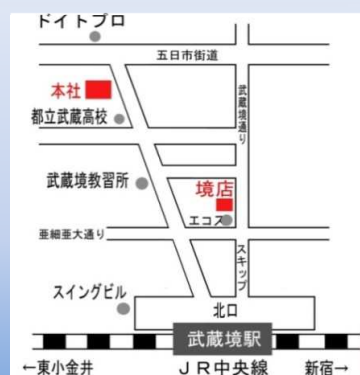 ドイトプロ
五日市街道
本社
都立武蔵高校
武蔵境通り
武蔵境教習所
境店
エコス
亜細亜大通り
スキップ
スイングビル
北口
武蔵境駅
←東小金井
JR中央線
新宿→